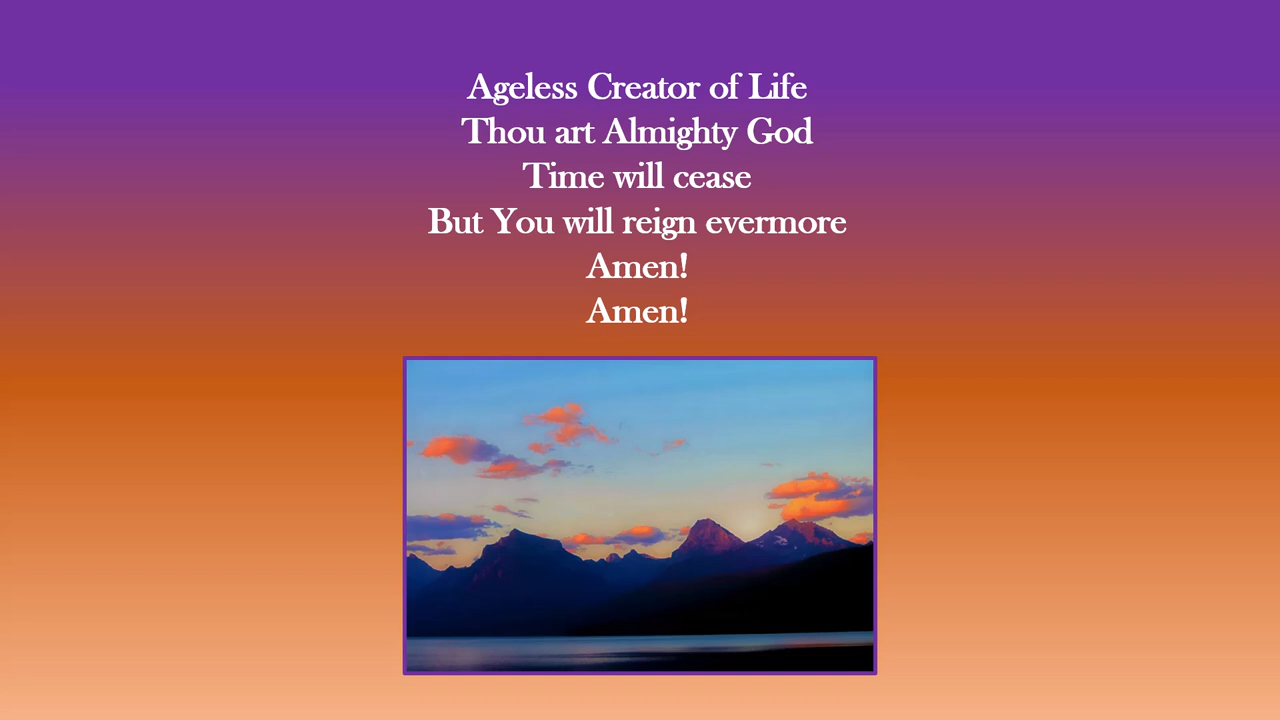 Ageless Creator of Life
Thou art Almighty God
Time will cease
But You will reign evermore
Amen!
Amen!